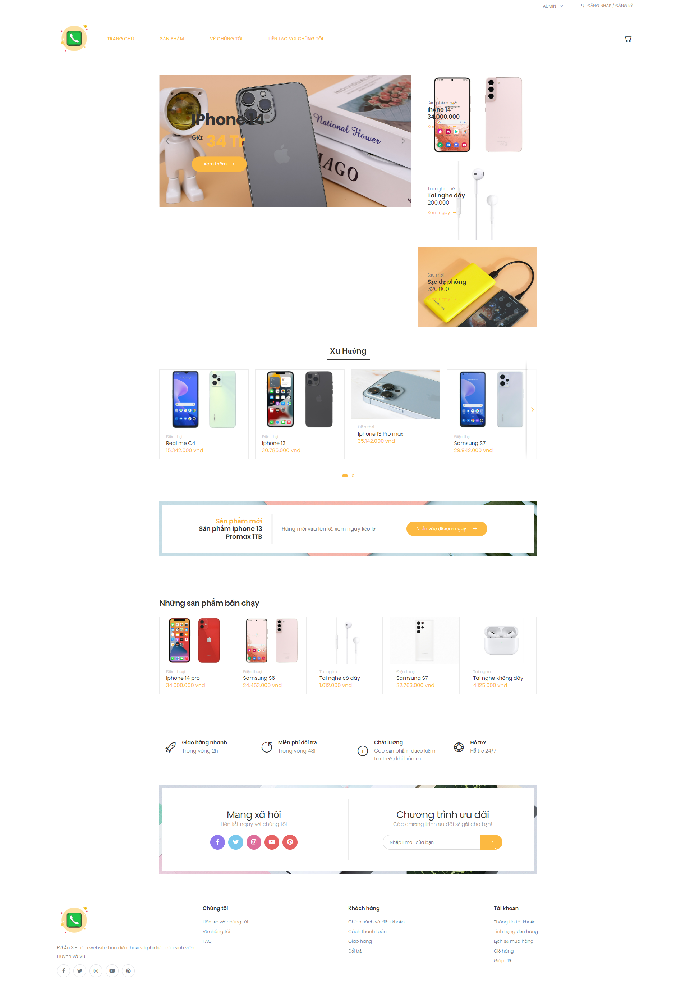 ADMIN
ĐĂNG NHẬP / ĐĂNG KÝ
TRANG CHỦ
SẢN PHẨM
VỀ CHÚNG TÔI
LIÊN LẠC VỚI CHÚNG TÔI
INDIVIDUALIS
National Flower
IMAGO
IPhone 14
Giá: 34 Tr
Xem thêm →
Sản phẩm mới
Ihone 14
34.000.000
Xem ngay →
Tai nghe mới
Tai nghe dây
200.000
Xem ngay →
Sạc mới
Sạc dự phòng
320.000
Xem ngay →
Xu Hướng
Điện thại
Real me C4
15.342.000 vnd
Điện thại
Iphone 13
30.785.000 vnd
Điện thại
Iphone 13 Pro max
35.142.000 vnd
Điện thại
Samsung S7
29.942.000 vnd
Sản phẩm mới
Sản phẩm Iphone 13
Promax 1TB
Hàng mới vừa lên kệ, xem ngay kẻo lỡ
Nhấn vào để xem ngay →
Những sản phẩm bán chạy
Điện thoại
Iphone 14 pro
34.000.000 vnd
Điện thoại
Samsung S6
24.453.000 vnd
Tai nghe
Tai nghe có dây
1.012.000 vnd
Điện thoại
Samsung S7
32.763.000 vnd
Tai nghe
Tai nghe không dây
4.125.000 vnd
Giao hàng nhanh
Trong vòng 2h
Miễn phí đổi trả
Trong vòng 48h
Chất lượng
Các sản phẩm được kiểm
tra trước khi bán ra
Hỗ trợ
Hỗ trợ 24/7
Mạng xã hội
Liên kết ngay với chúng tôi
Chương trình ưu đãi
Các chương trình ưu đãi sẽ gửi cho bạn!
Nhập Email của bạn
Đồ Án 3 - Làm website bán điện thoại và phụ kiện của sinh viên
Huỳnh và Vũ
Chúng tôi
Liên lạc với chúng tôi
Về chúng tôi
FAQ
Khách hàng
Chính sách và điều khoản
Cách thanh toán
Giao hàng
Đổi trả
Tài khoản
Thông tin tài khoản
Tình trạng đơn hàng
Lịch sử mua hàng
Giỏ hàng
Giúp đỡ